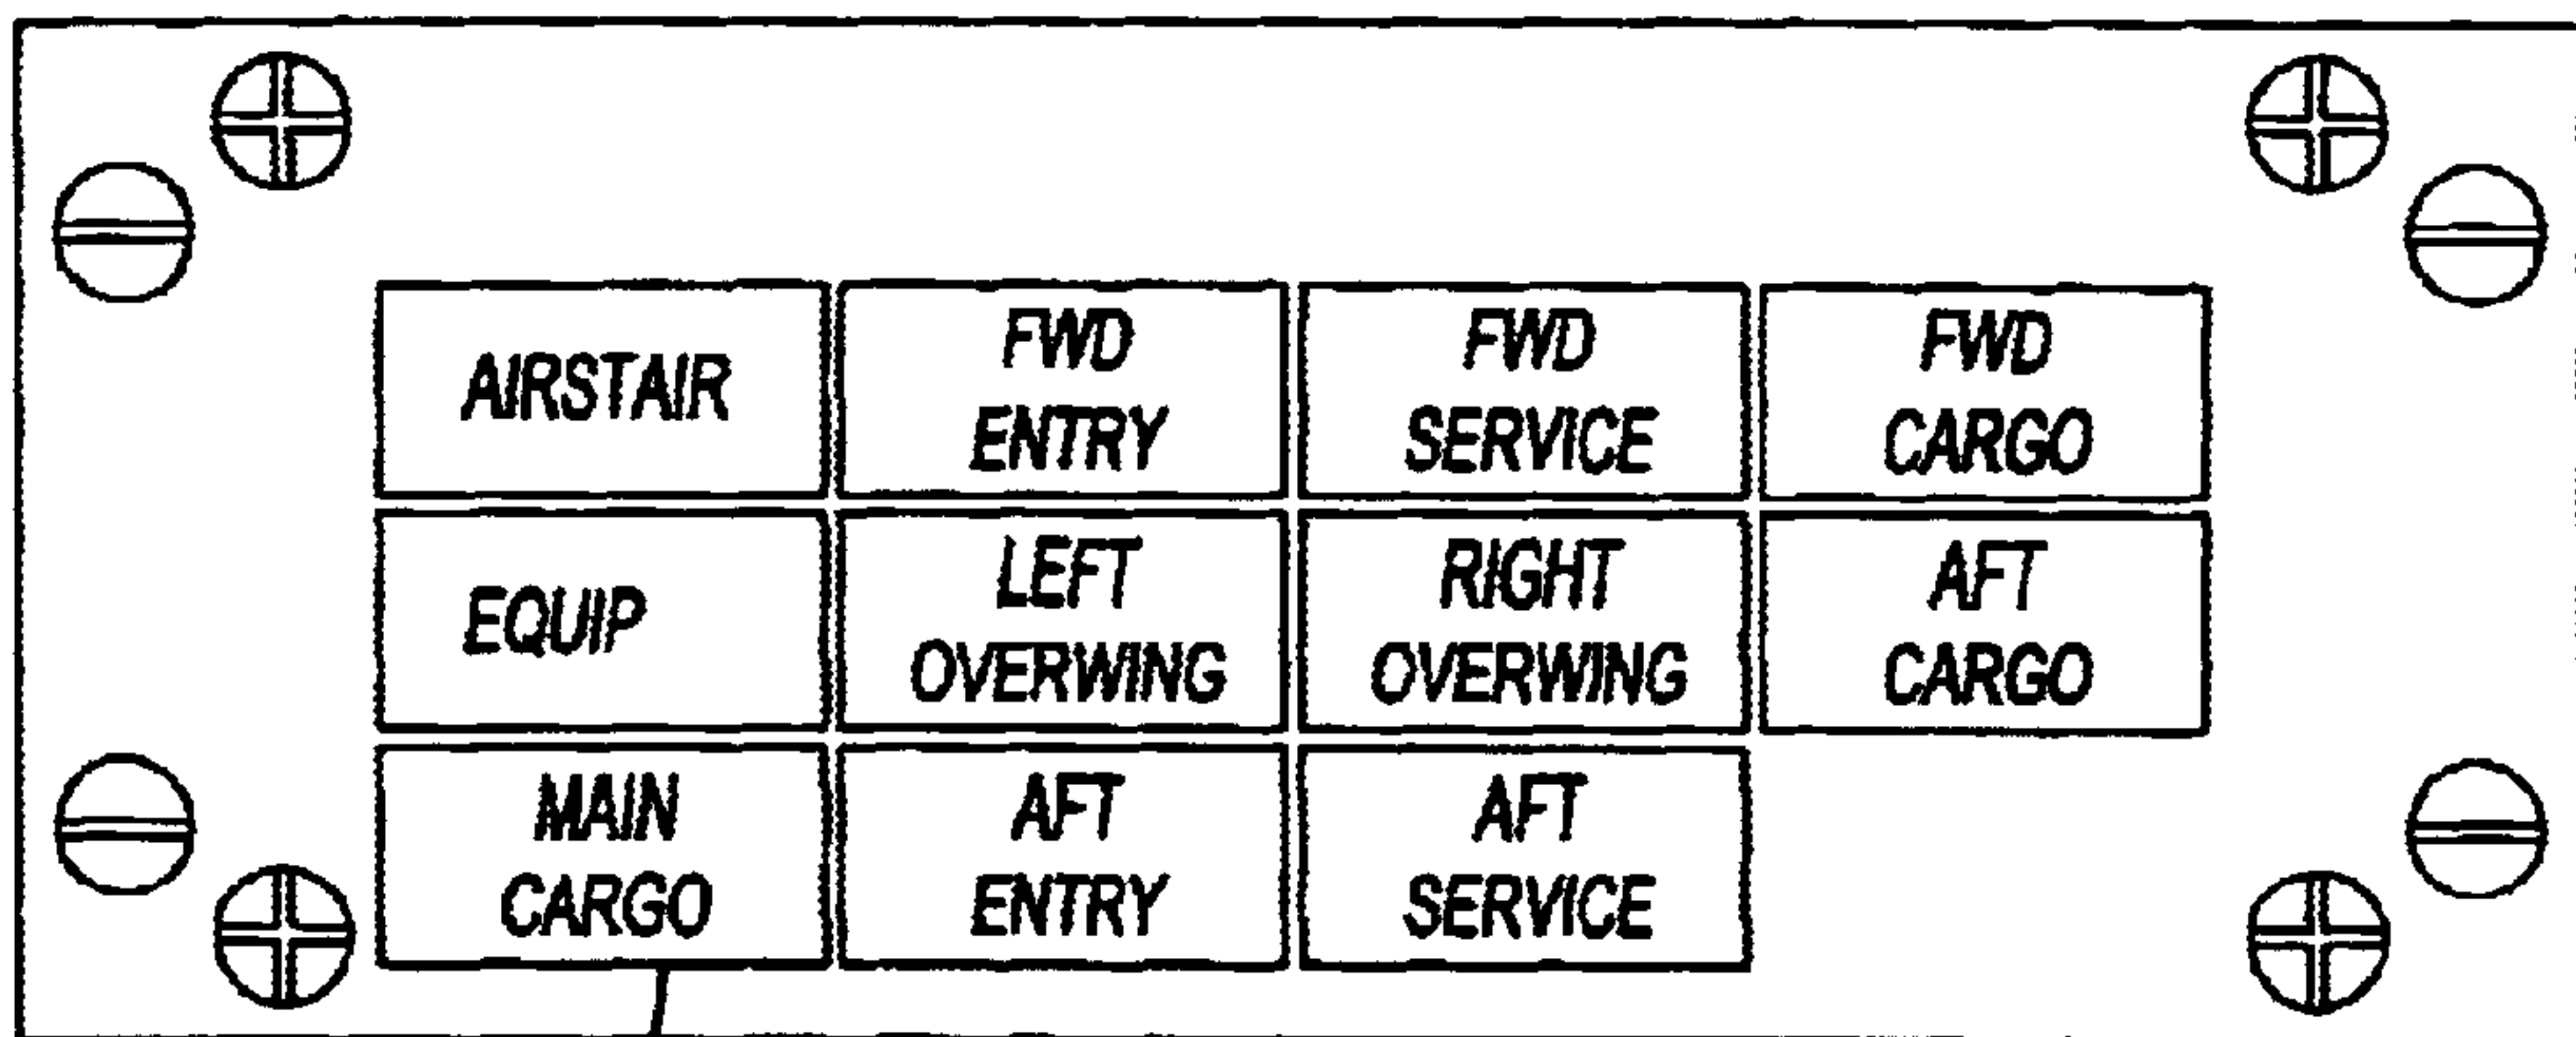 AIRSTAIR
FWD
ENTRY
FWD
SERVICE
FWD
CARGO
EQUIP
LEFT
OVERWING
RIGHT
OVERWING
AFT
CARGO
MAIN
CARGO
AFT
ENTRY
AFT
SERVICE